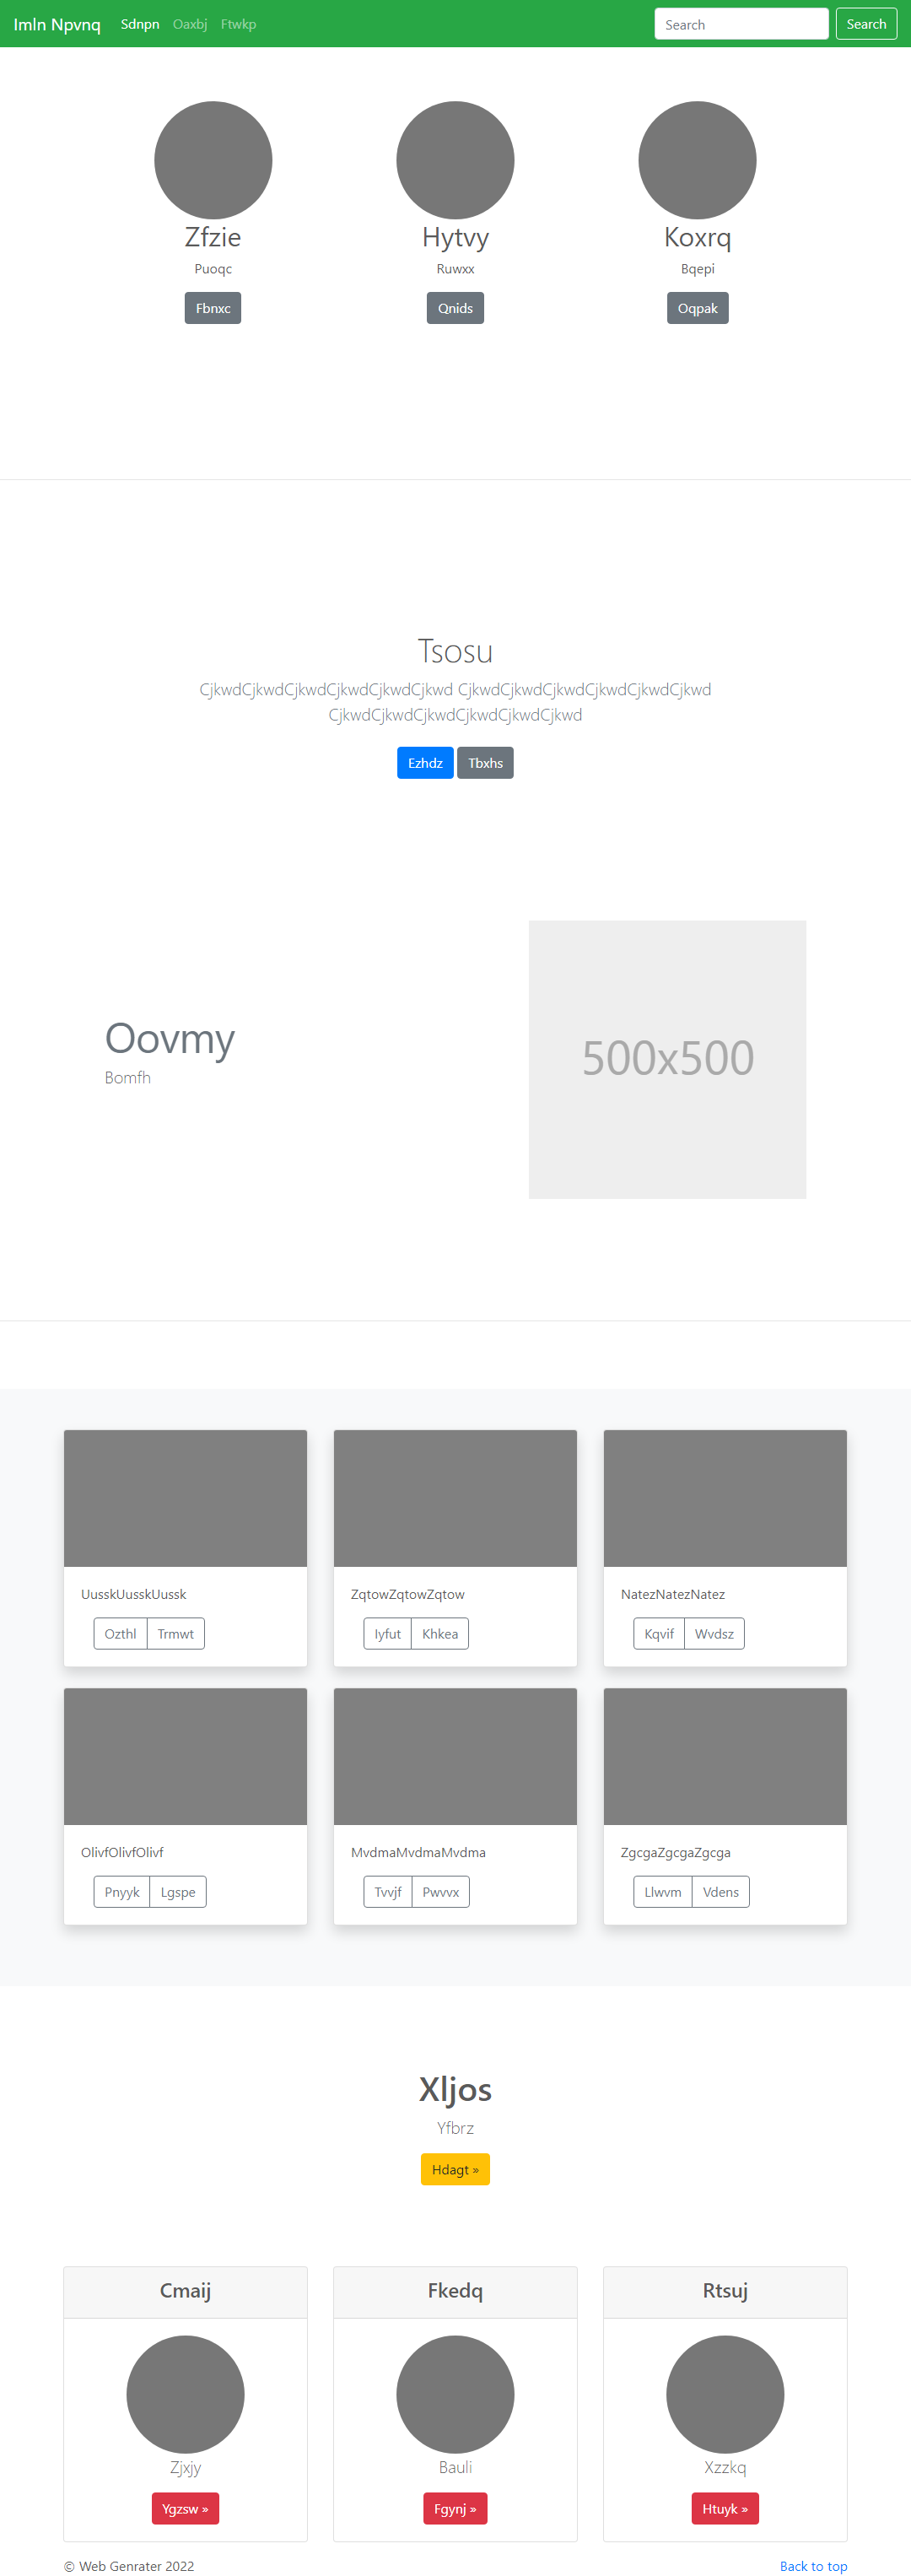 Imln Npvnq Sdnpn Oaxbj Ftwkp Search Search
Zfzie Hytvy Koxrq
Puoqc Ruwxx Bqepi
Fbnxc Qnids Oqpak
Tsosu
CjkwdCjkwdCjkwdCjkwdCjkwdCjkwd CjkwdCjkwdCjkwdCjkwdCjkwdCjkwd
CjkwdCjkwdCjkwdCjkwdCjkwdCjkwd
Ezhdz Tbxhs
Oovmy
Bomfh
500x500
UusskUusskUussk ZqtowZqtowZqtow NatezNatezNatez
Ozthl Trmwt Iyfut Khkea Kqvif Wvdsz
OlivfOlivfOlivf MvdmaMvdmaMvdma ZgcgaZgcgaZgcga
Pnyyk Lgspe Tvvjf Pwvvx Llwvm Vdens
Xljos
Yfbrz
Hdagt »
Cmaij Fkedq Rtsuj
Zjxjy Bauli Xzzkq
Ygzsw » Fgynj » Htuyk »
© Web Genrater 2022 Back to top